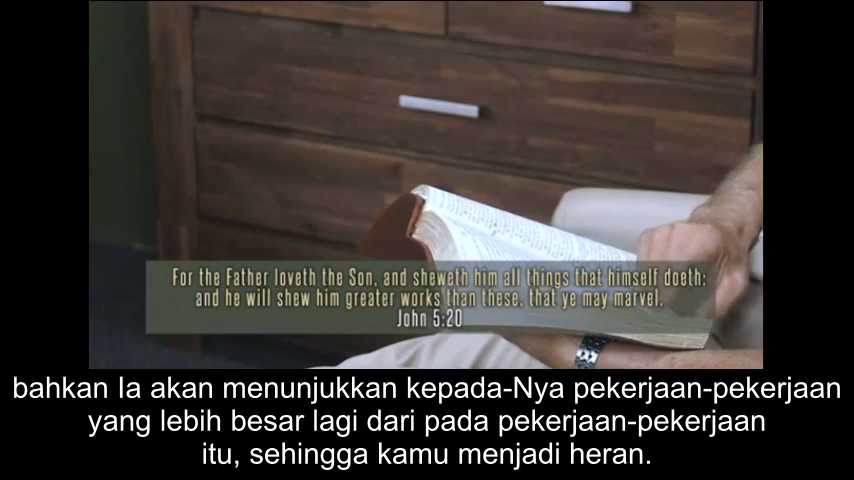 For the Father loveth the Son, and sheweth him all things that himself doeth:
and he will shew him greater works than these, that ye may marvel.
John 5:20
bahkan Ia akan menunjukkan kepada-Nya pekerjaan-pekerjaan
yang lebih besar lagi dari pada pekerjaan-pekerjaan
itu, sehingga kamu menjadi heran.